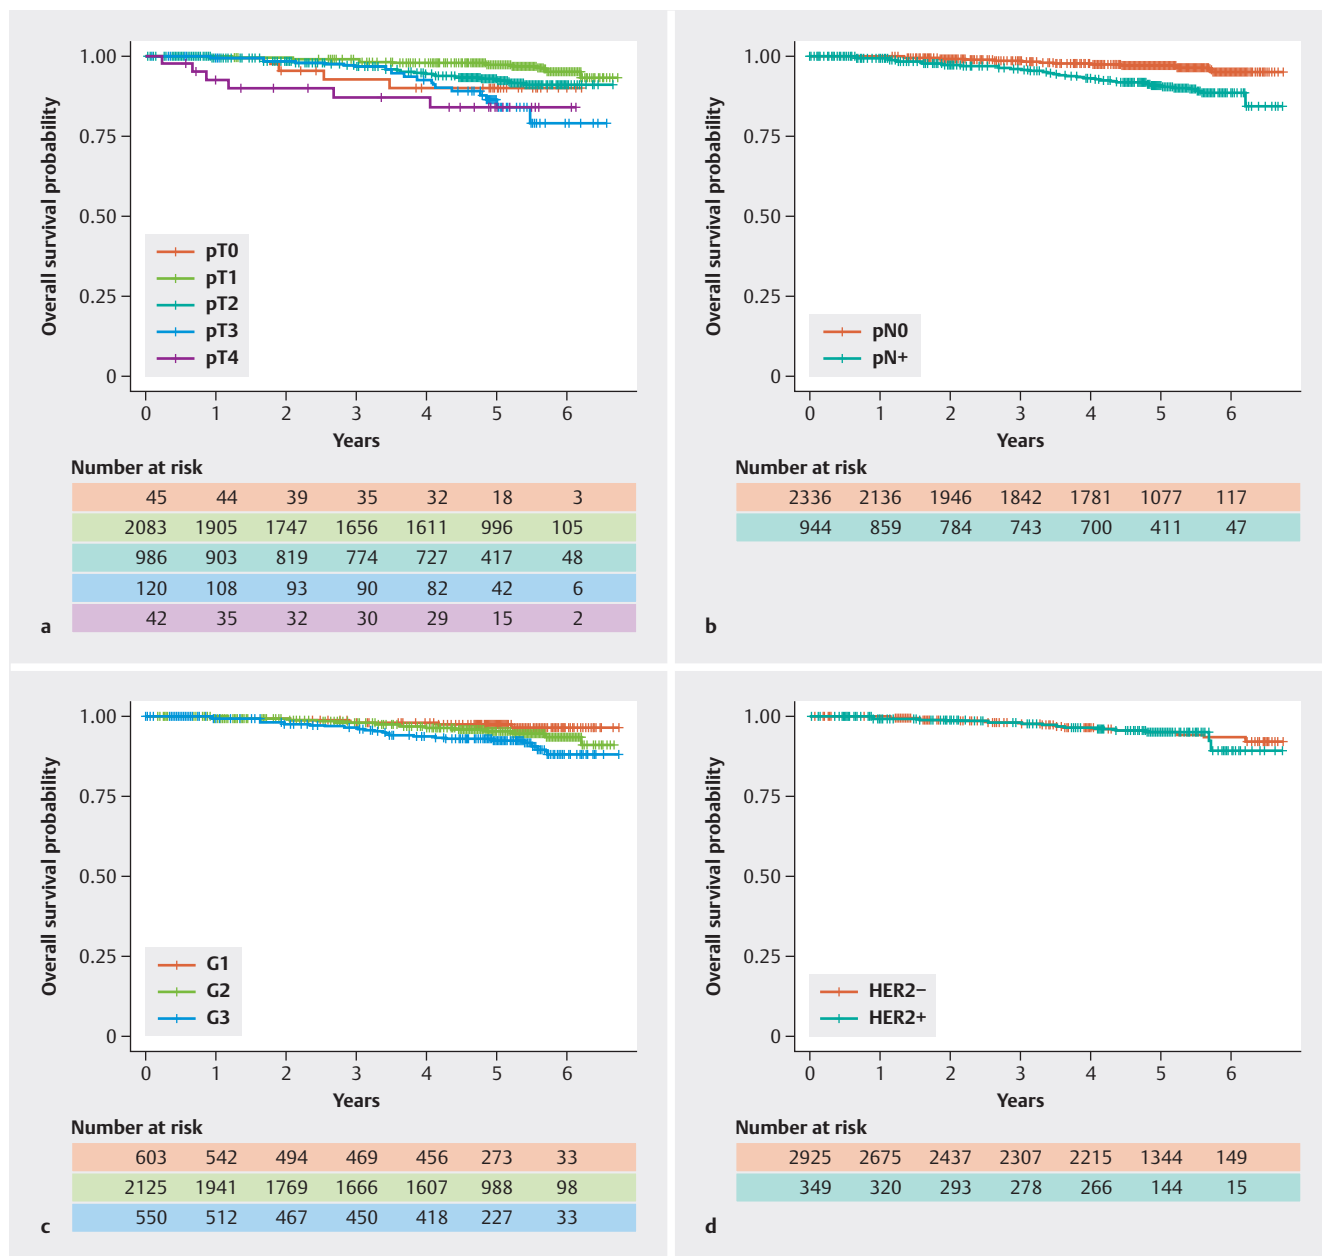 1.00
0.75
0.50
0.25
0
Overall survival probability
pT0
pT1
pT2
pT3
pT4
0 1 2 3 4 5 6
Years
Number at risk
45 44 39 35 32 18 3
2083 1905 1747 1656 1611 996 105
986 903 819 774 727 417 48
120 108 93 90 82 42 6
42 35 32 30 29 15 2
a
1.00
0.75
0.50
0.25
0
Overall survival probability
pN0
pN+
0 1 2 3 4 5 6
Years
Number at risk
2336 2136 1946 1842 1781 1077 117
944 859 784 743 700 411 47
b
1.00
0.75
0.50
0.25
0
Overall survival probability
G1
G2
G3
0 1 2 3 4 5 6
Years
Number at risk
603 542 494 469 456 273 33
2125 1941 1769 1666 1607 988 98
550 512 467 450 418 227 33
c
1.00
0.75
0.50
0.25
0
Overall survival probability
HER2−
HER2+
0 1 2 3 4 5 6
Years
Number at risk
2925 2675 2437 2307 2215 1344 149
349 320 293 278 266 144 15
d